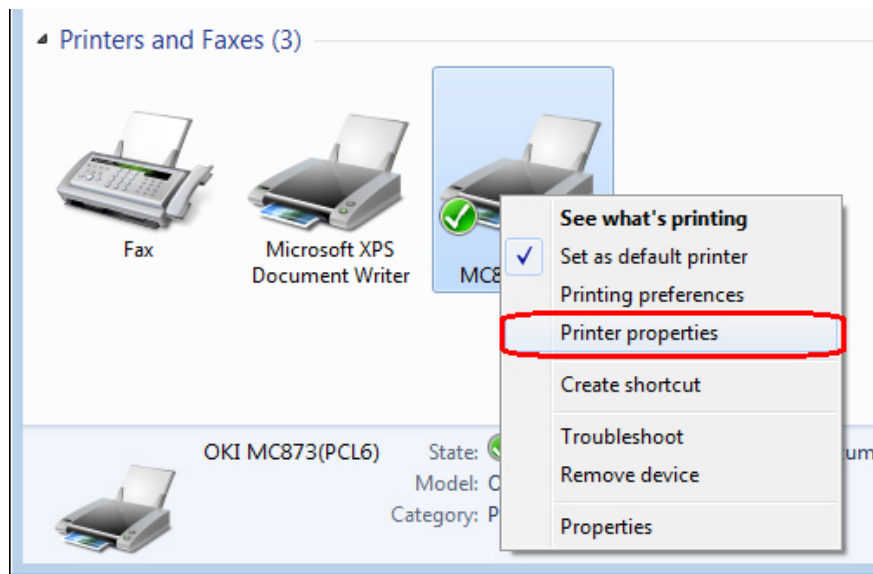 Printers and Faxes (3)
Fax
Microsoft XPS
Document Writer
See what's printing
Set as default printer
Printing preferences
Printer properties
Create shortcut
Troubleshoot
Remove device
Properties
OKI MC873(PCL6)
State:
Model:
Category: